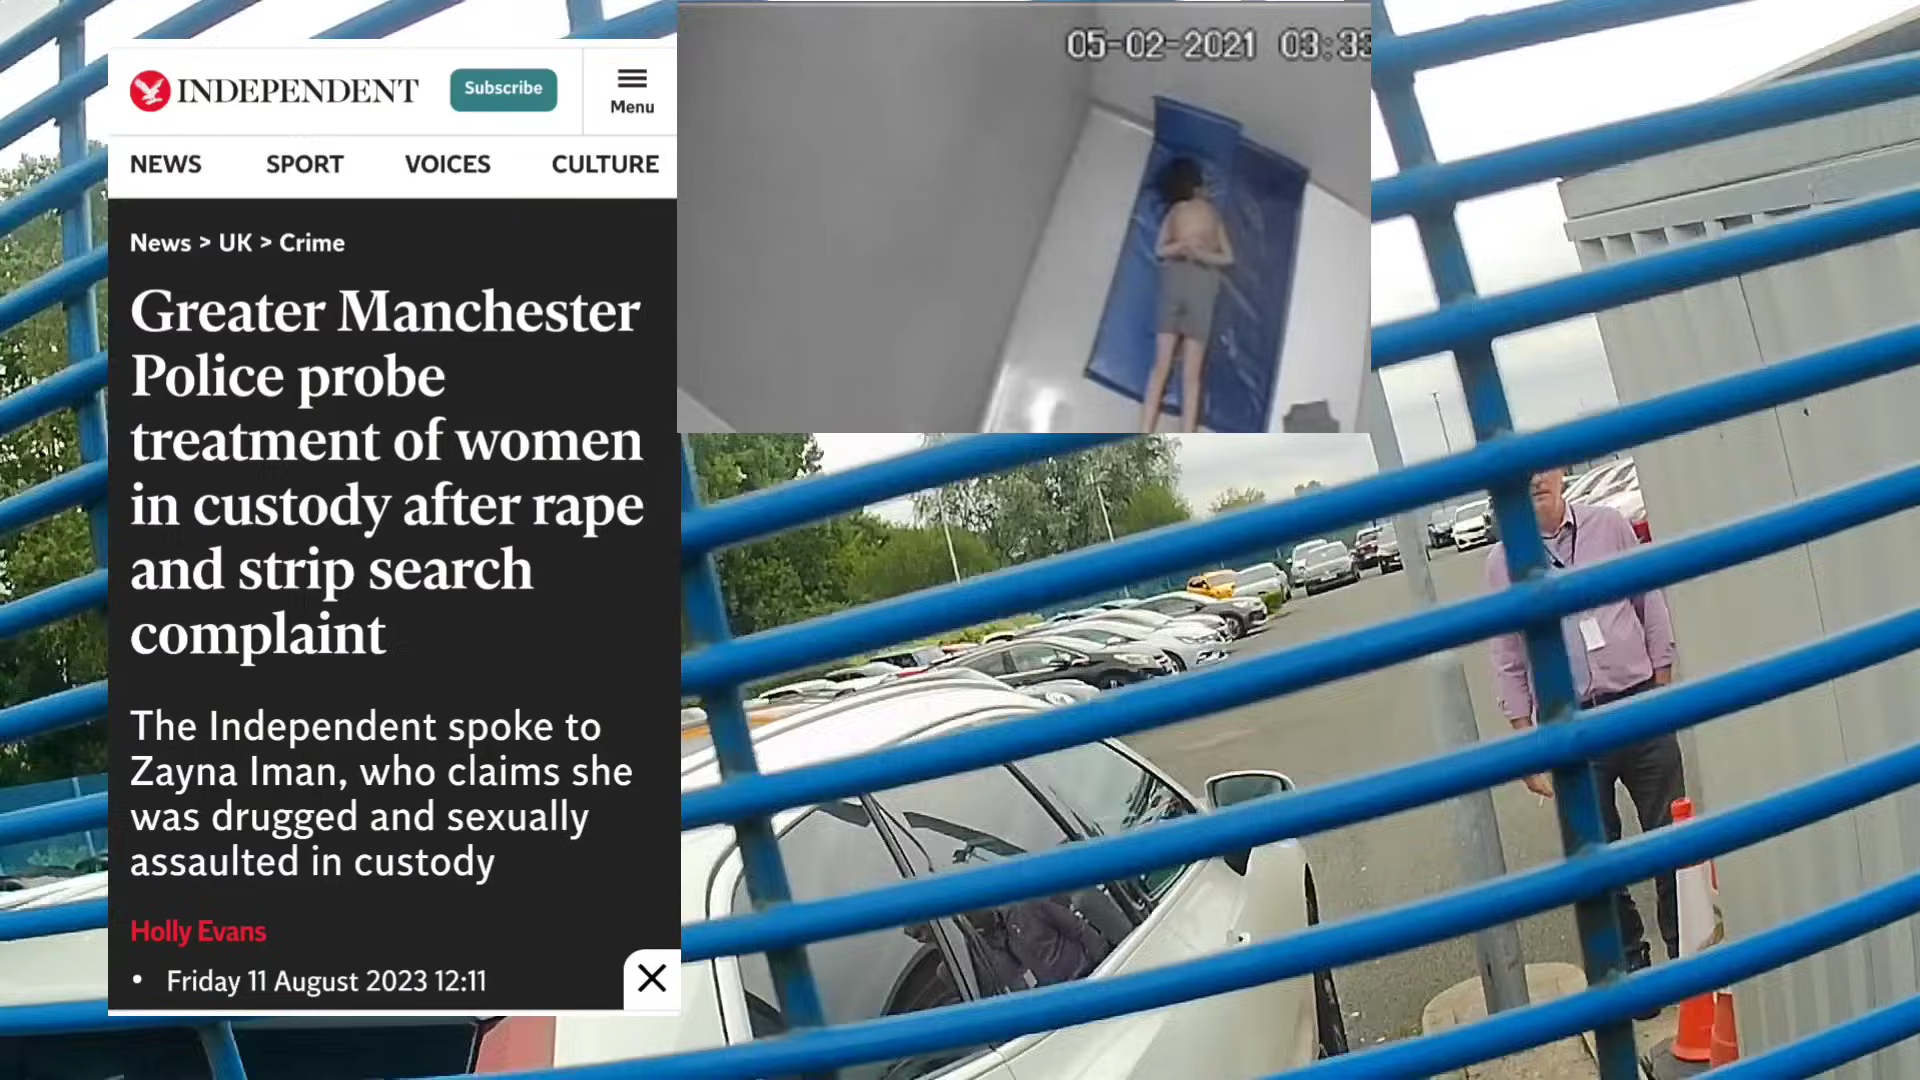 INDEPENDENT
Subscribe
Menu
NEWS SPORT VOICES CULTURE
News > UK > Crime
Greater Manchester
Police probe
treatment of women
in custody after rape
and strip search
complaint
The Independent spoke to
Zayna Iman, who claims she
was drugged and sexually
assaulted in custody
Holly Evans
• Friday 11 August 2023 12:11
05-02-2021 03:33